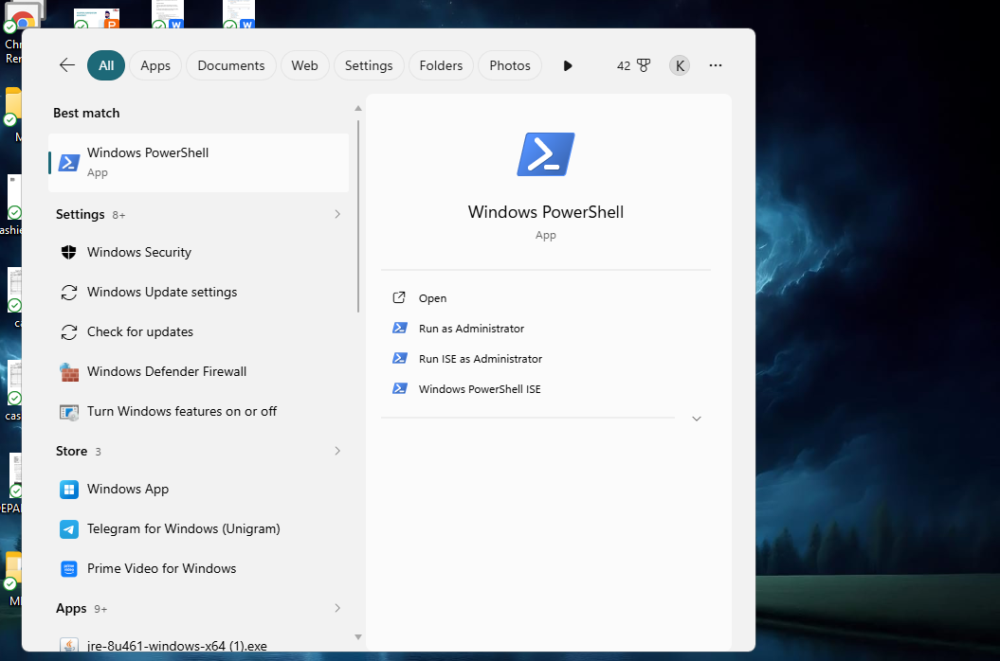 All
Apps
Documents
Web
Settings
Folders
Photos
42
K
Best match
Windows PowerShell
App
Settings 8+
Windows Security
Windows Update settings
Check for updates
Windows Defender Firewall
Turn Windows features on or off
Store 3
Windows App
Telegram for Windows (Unigram)
Prime Video for Windows
Apps 9+
jre-8u461-windows-x64 (1).exe
Windows PowerShell
App
Open
Run as Administrator
Run ISE as Administrator
Windows PowerShell ISE